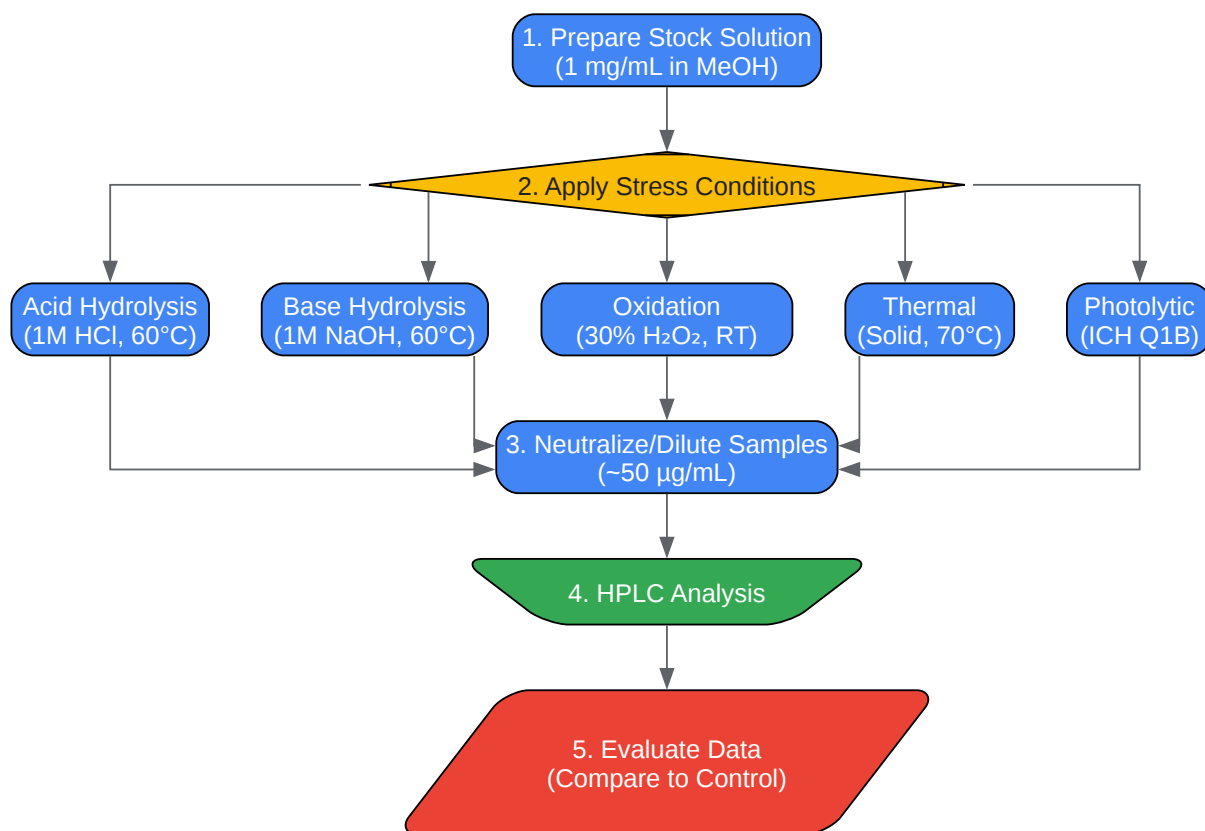 1. Prepare Stock Solution
(1 mg/mL in MeOH)
2. Apply Stress Conditions
Acid Hydrolysis
(1M HCl, 60°C)
Base Hydrolysis
(1M NaOH, 60°C)
Oxidation
(30% H₂O₂, RT)
Thermal
(Solid, 70°C)
Photolytic
(ICH Q1B)
3. Neutralize/Dilute Samples
(~50 µg/mL)
4. HPLC Analysis
5. Evaluate Data
(Compare to Control)